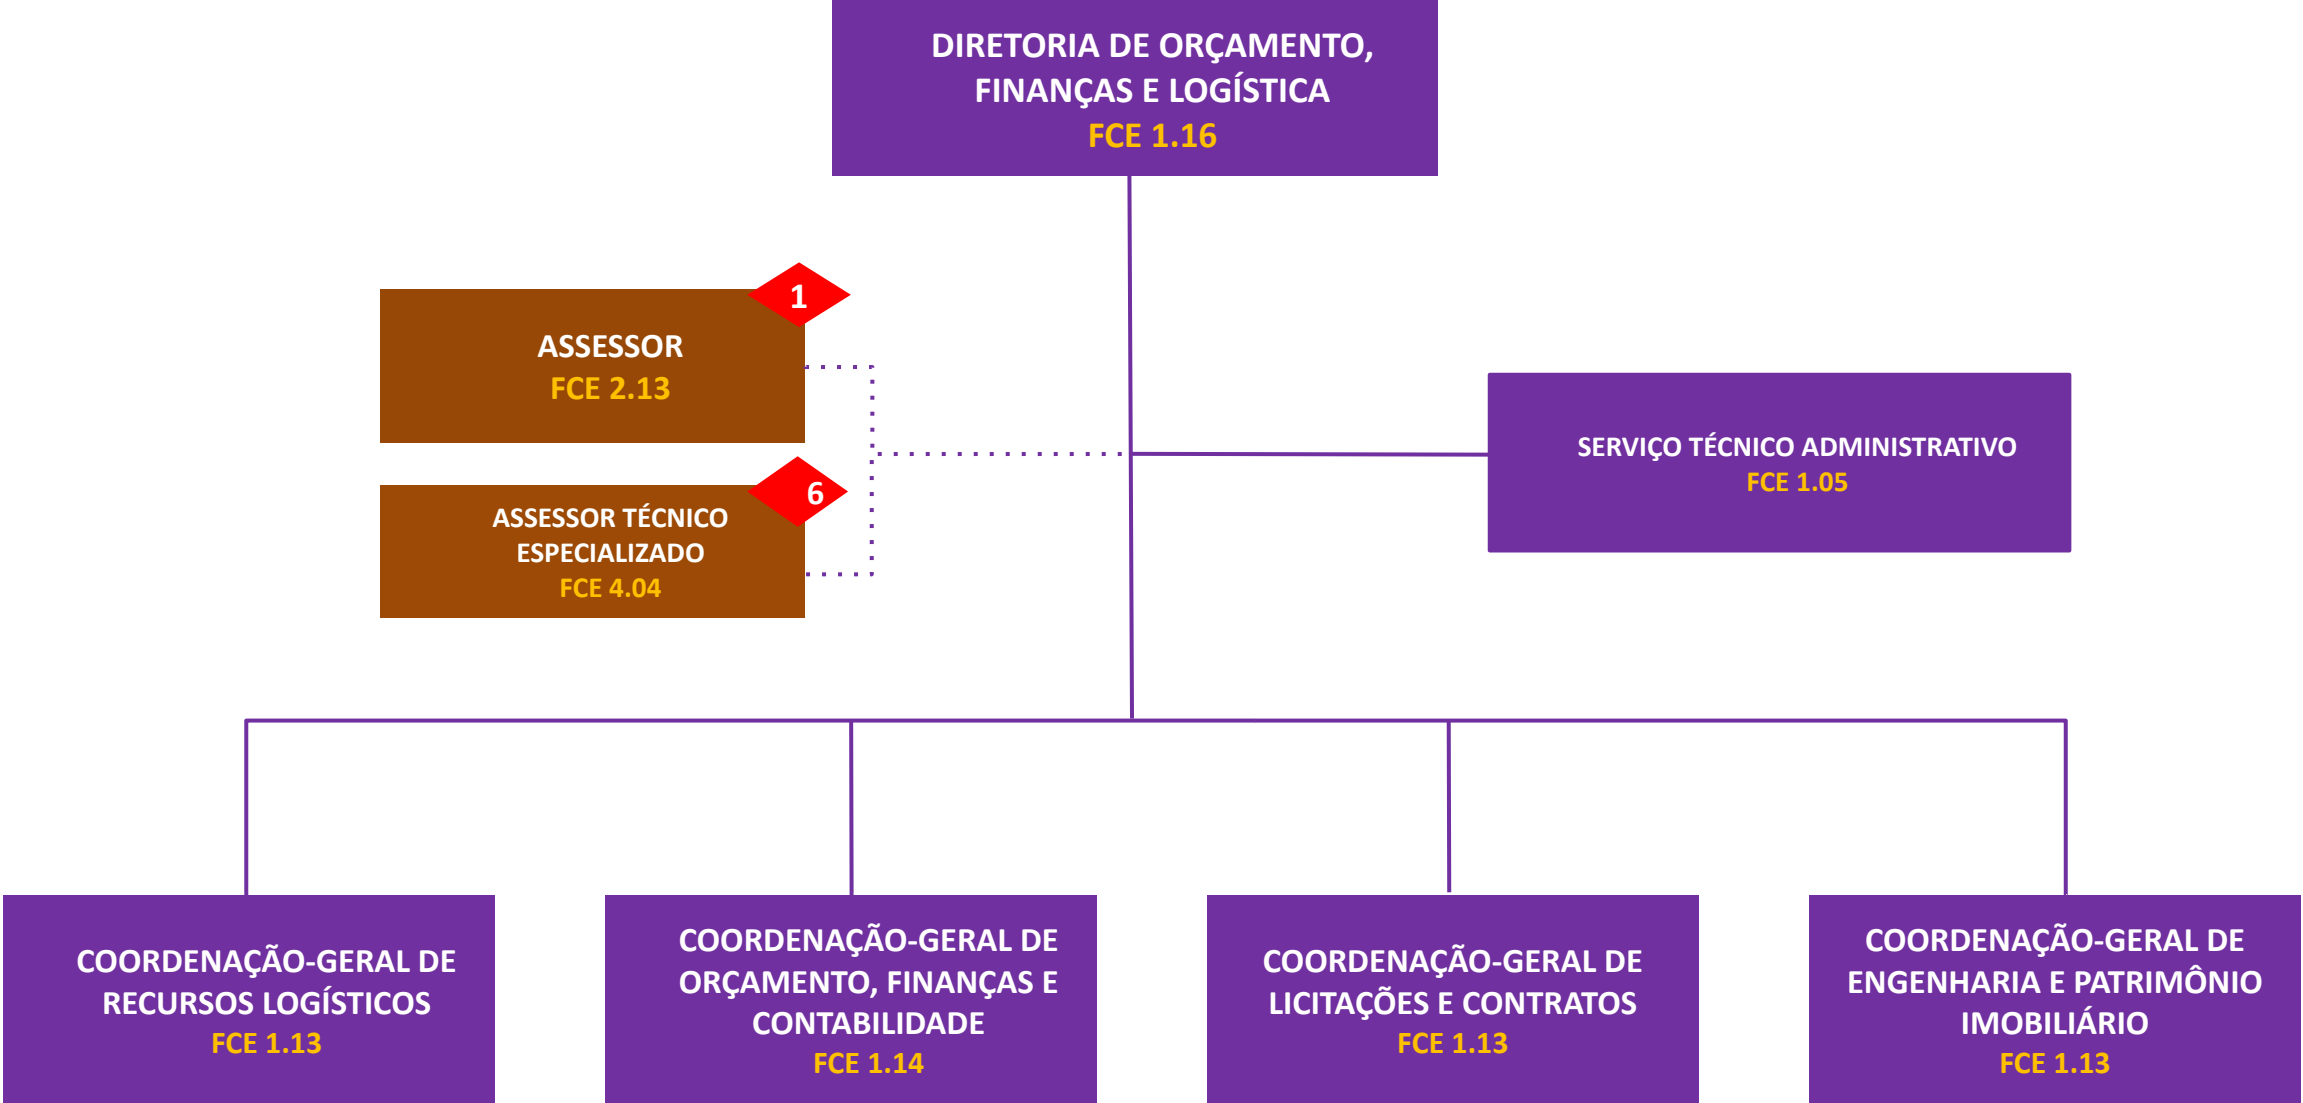 DIRETORIA DE ORÇAMENTO,
FINANÇAS E LOGÍSTICA
FCE 1.16
1
ASSESSOR
FCE 2.13
6
ASSESSOR TÉCNICO
ESPECIALIZADO
FCE 4.04
SERVIÇO TÉCNICO ADMINISTRATIVO
FCE 1.05
COORDENAÇÃO-GERAL DE
RECURSOS LOGÍSTICOS
FCE 1.13
COORDENAÇÃO-GERAL DE
ORÇAMENTO, FINANÇAS E
CONTABILIDADE
FCE 1.14
COORDENAÇÃO-GERAL DE
LICITAÇÕES E CONTRATOS
FCE 1.13
COORDENAÇÃO-GERAL DE
ENGENHARIA E PATRIMÔNIO
IMOBILIÁRIO
FCE 1.13